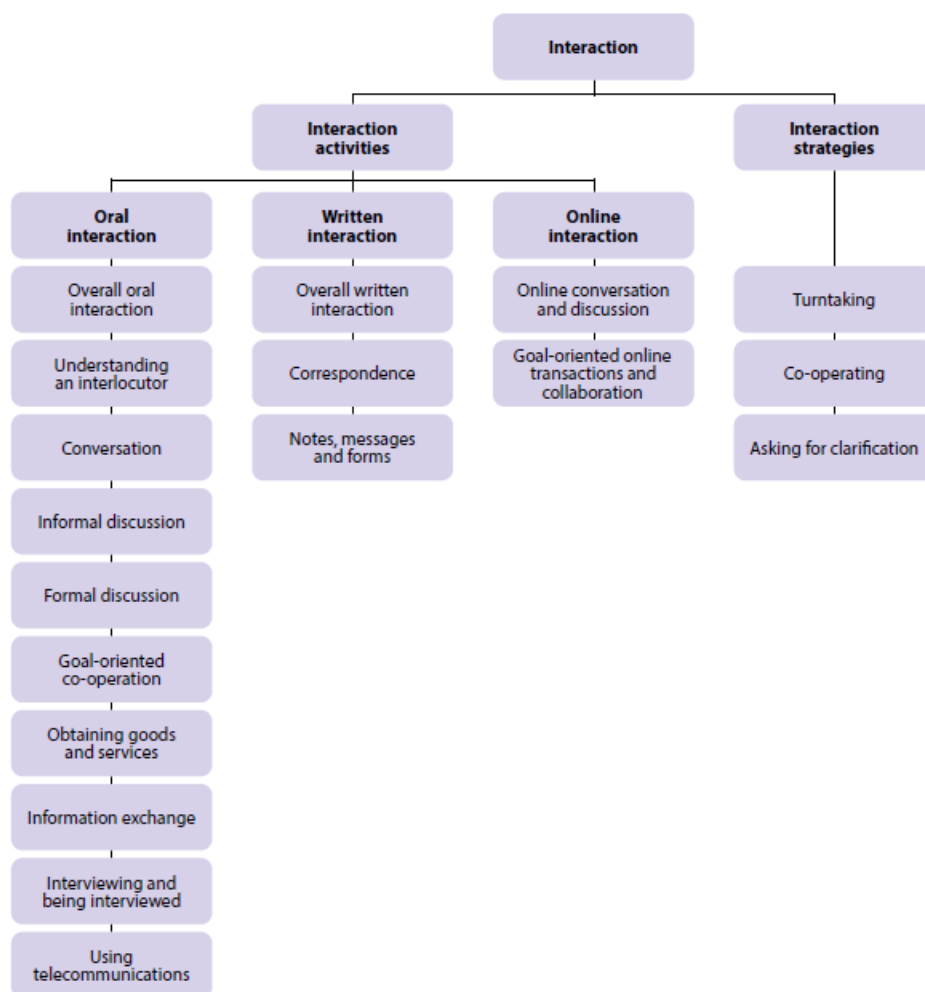 Interaction
Interaction
activities
Interaction
strategies
Oral
interaction
Written
interaction
Online
interaction
Overall oral
interaction
Overall written
interaction
Online conversation
and discussion
Turntaking
Understanding
an interlocutor
Correspondence
Goal-oriented online
transactions and
collaboration
Co-operating
Conversation
Notes, messages
and forms
Asking for clarification
Informal discussion
Formal discussion
Goal-oriented
co-operation
Obtaining goods
and services
Information exchange
Interviewing and
being interviewed
Using
telecommunications